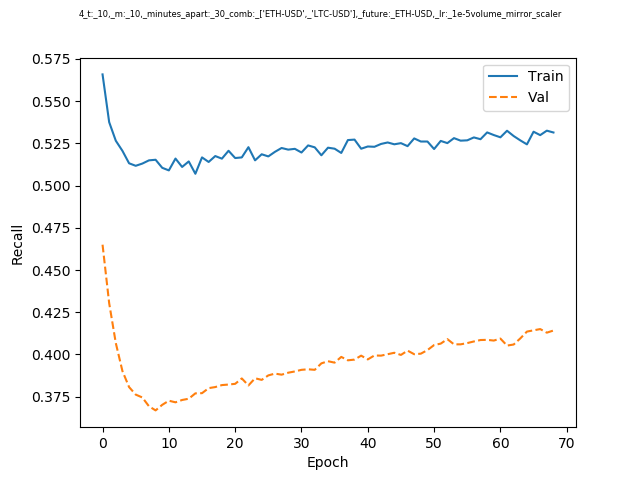 4_t:_10,_m:_10,_minutes_apart:_30_comb:_['ETH-USD',_'LTC-USD'],_future:_ETH-USD,_lr:_1e-5volume_mirror_scaler
0.575
0.550
0.525
0.500
0.475
0.450
0.425
0.400
0.375
Recall
Train
Val
0 10 20 30 40 50 60 70
Epoch